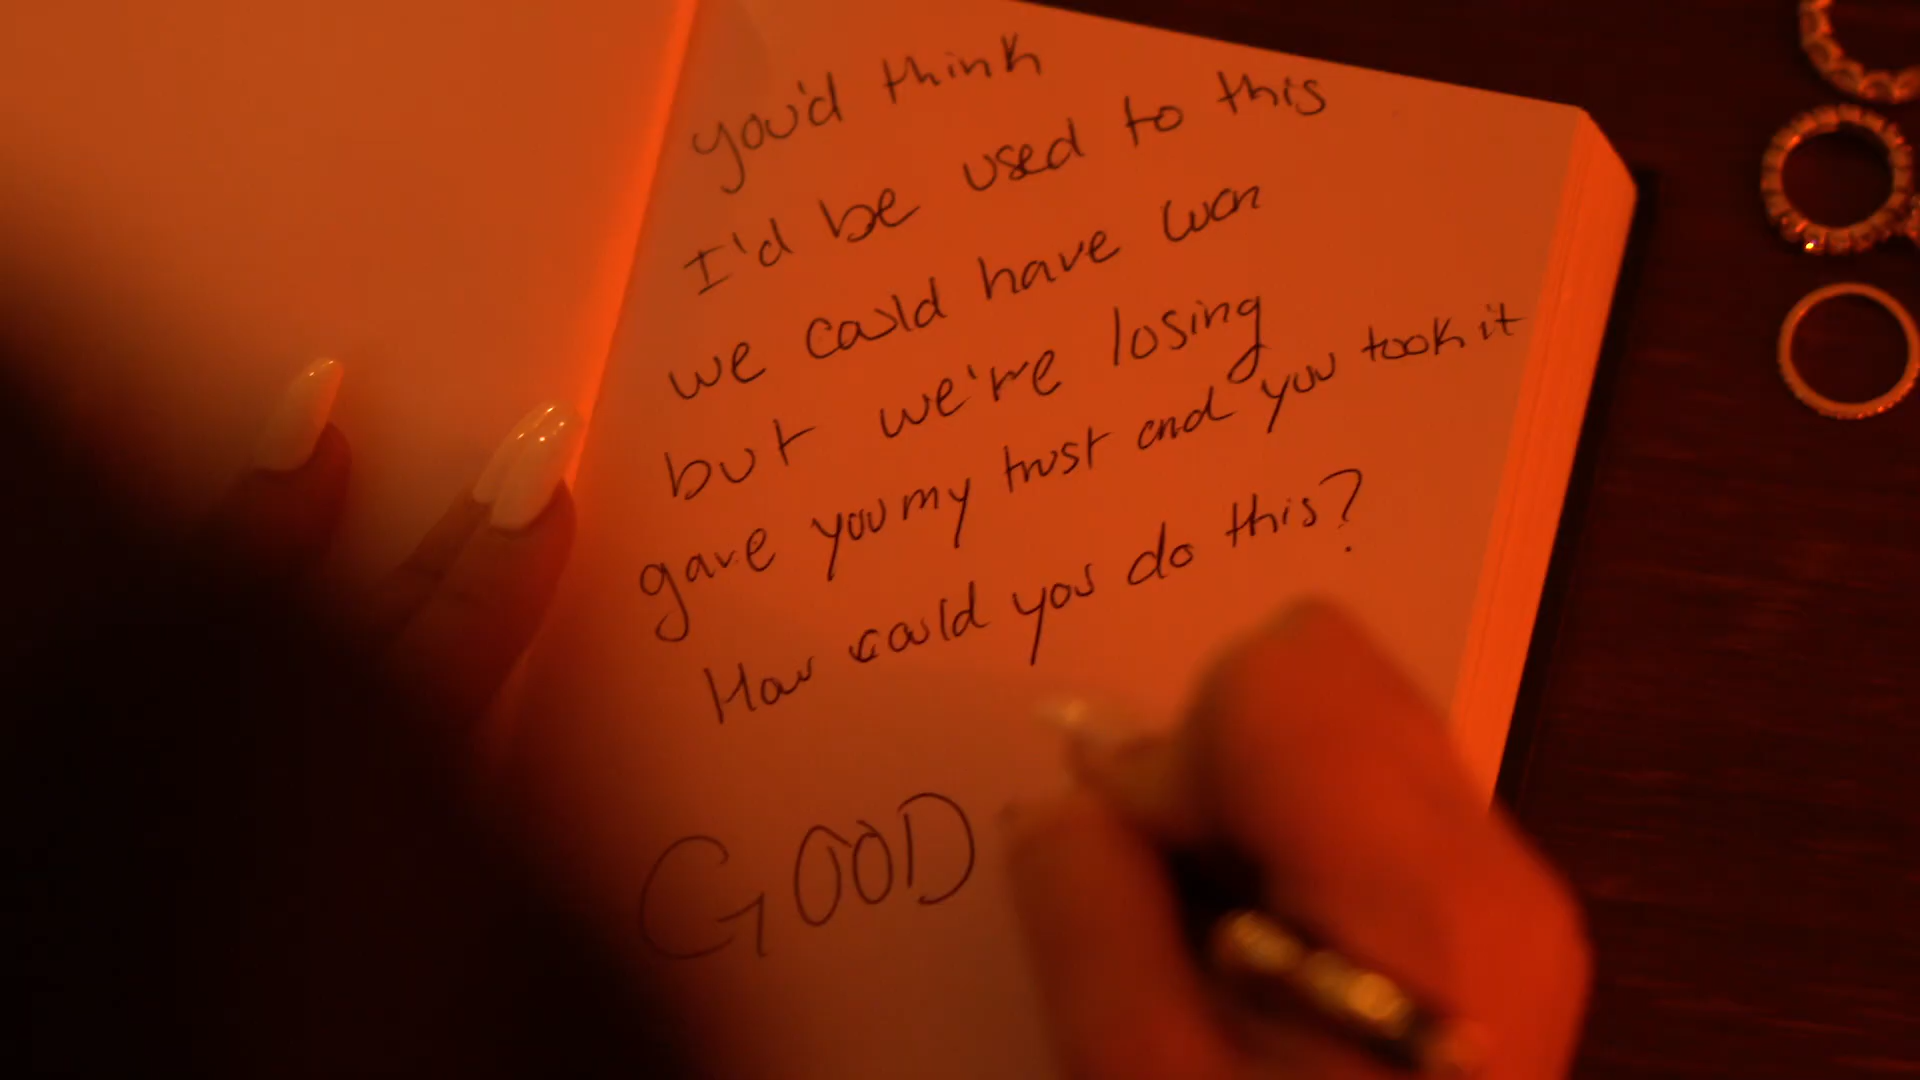 you'd think
I'd be used to this
we could have won
but we're losing
gave you my trust and you took it
How could you do this?
GOOD